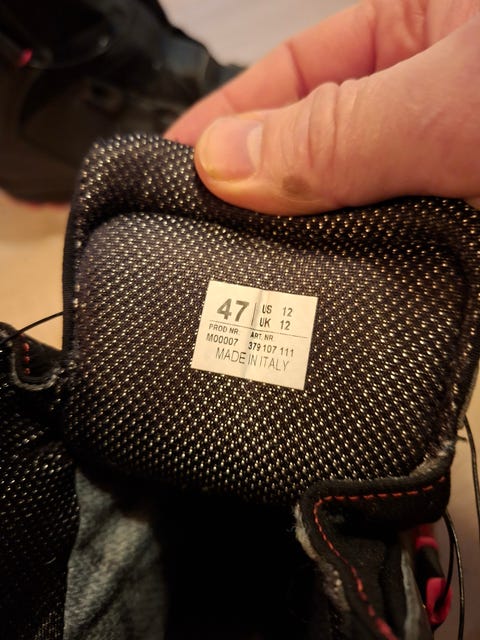 47 US 12
UK 12
PROD NR: ART. NR
M00007 379 107 111
MADE IN ITALY